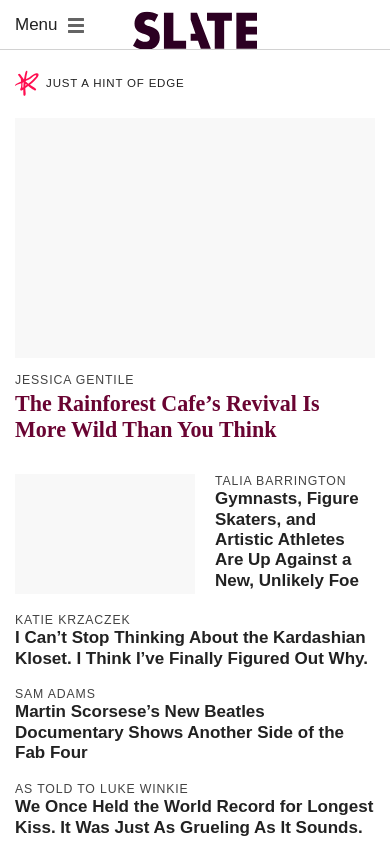 Menu
SLATE
JUST A HINT OF EDGE
JESSICA GENTILE
The Rainforest Cafe’s Revival Is
More Wild Than You Think
TALIA BARRINGTON
Gymnasts, Figure
Skaters, and
Artistic Athletes
Are Up Against a
New, Unlikely Foe
KATIE KRZACZEK
I Can’t Stop Thinking About the Kardashian
Kloset. I Think I’ve Finally Figured Out Why.
SAM ADAMS
Martin Scorsese’s New Beatles
Documentary Shows Another Side of the
Fab Four
AS TOLD TO LUKE WINKIE
We Once Held the World Record for Longest
Kiss. It Was Just As Grueling As It Sounds.